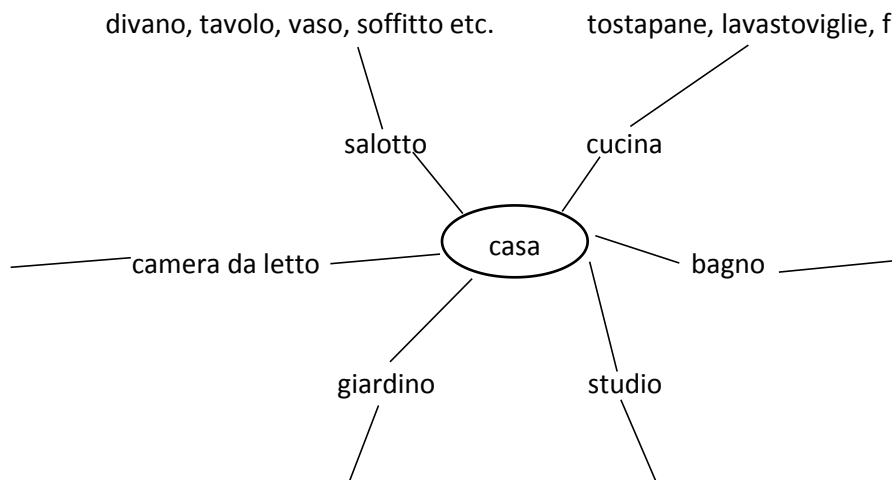 divano, tavolo, vaso, soffitto etc.
tostapane, lavastoviglie, f
salotto
cucina
casa
camera da letto
bagno
giardino
studio